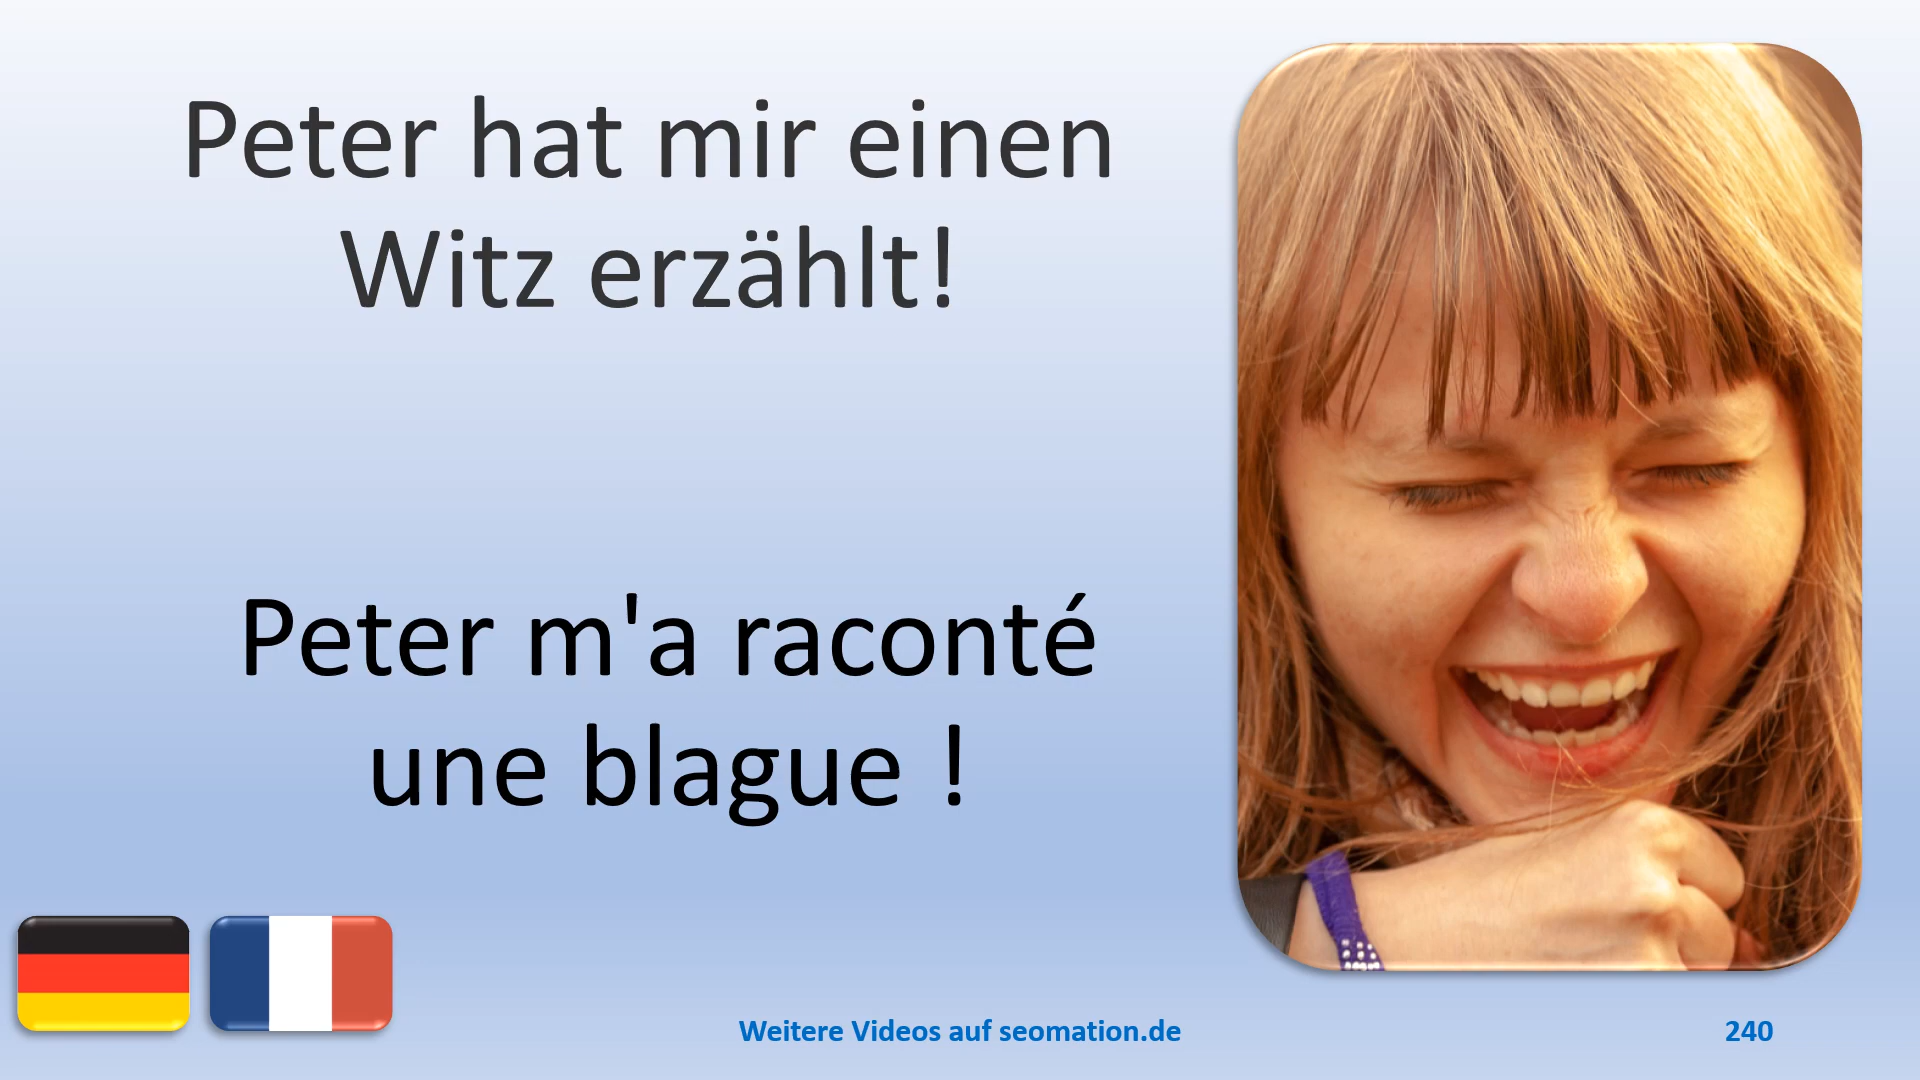 Peter hat mir einen
Witz erzählt!
Peter m'a raconté
une blague !
Weitere Videos auf seomation.de
240